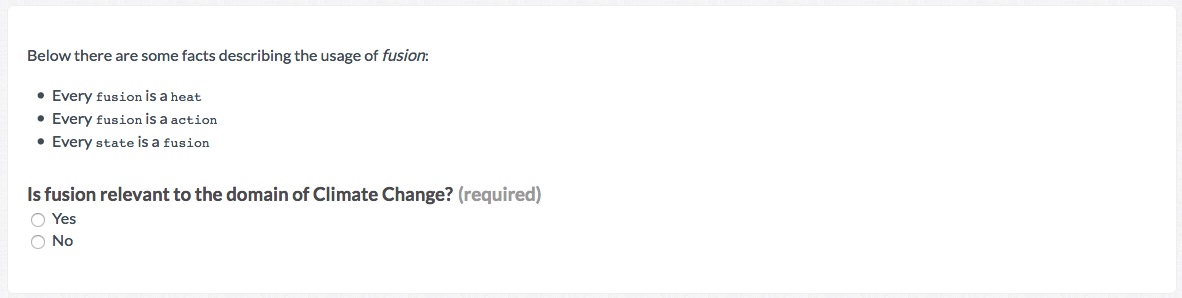 Below there are some facts describing the usage of fusion:
• Every fusion is a heat
• Every fusion is a action
• Every state is a fusion
Is fusion relevant to the domain of Climate Change? (required)
Yes
No